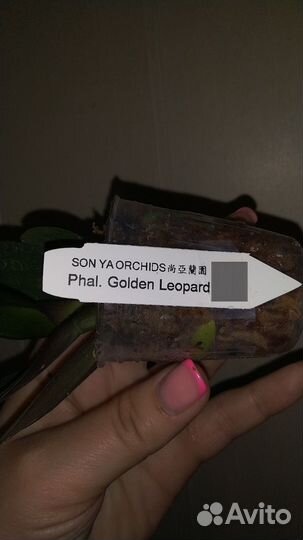 SON YA ORCHIDS尚亞蘭園
Phal. Golden Leopard
Avito